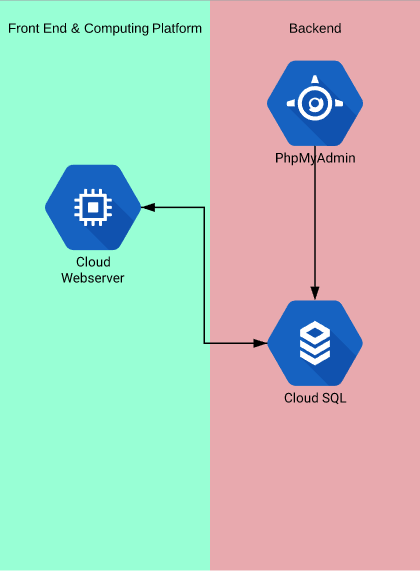 Front End & Computing Platform
Backend
PhpMyAdmin
Cloud
Webserver
Cloud SQL